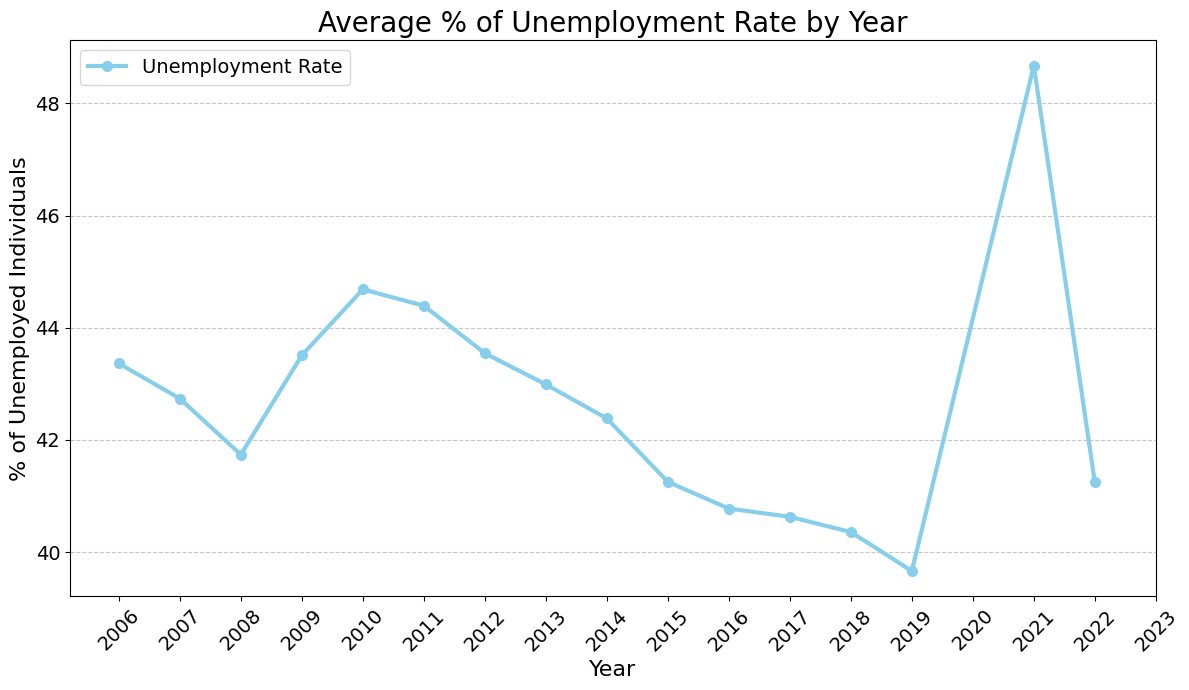 Average % of Unemployment Rate by Year
Unemployment Rate
% of Unemployed Individuals
48
46
44
42
40
2006 2007 2008 2009 2010 2011 2012 2013 2014 2015 2016 2017 2018 2019 2020 2021 2022 2023
Year